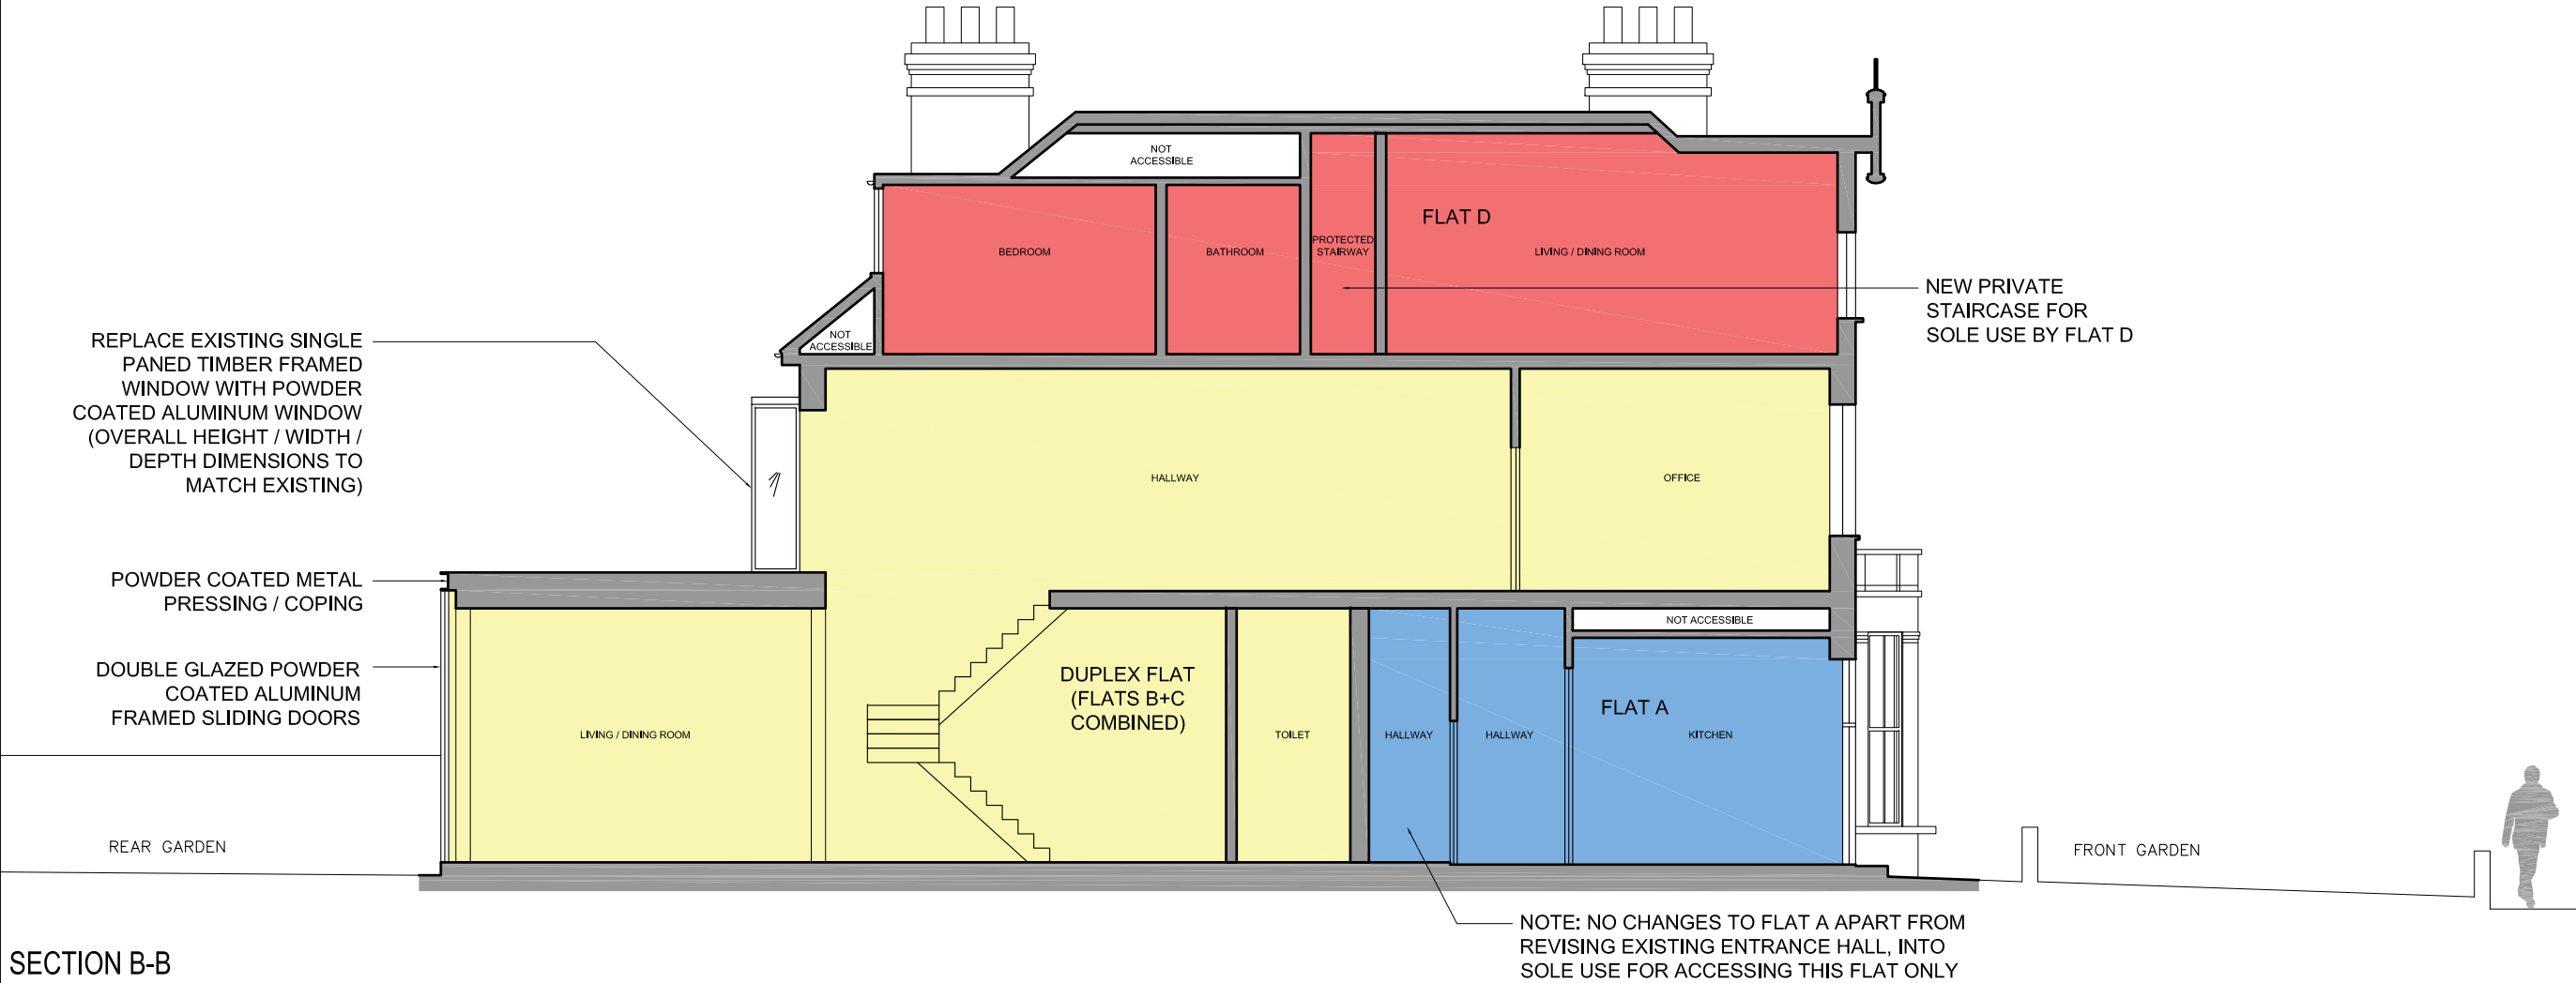 NOT
ACCESSIBLE
FLAT D
BEDROOM
BATHROOM
PROTECTED
STAIRWAY
LIVING / DINING ROOM
NEW PRIVATE
STAIRCASE FOR
SOLE USE BY FLAT D
NOT
ACCESSIBLE
REPLACE EXISTING SINGLE
PANED TIMBER FRAMED
WINDOW WITH POWDER
COATED ALUMINUM WINDOW
(OVERALL HEIGHT / WIDTH /
DEPTH DIMENSIONS TO
MATCH EXISTING)
HALLWAY
OFFICE
POWDER COATED METAL
PRESSING / COPING
NOT ACCESSIBLE
DOUBLE GLAZED POWDER
COATED ALUMINUM
FRAMED SLIDING DOORS
DUPLEX FLAT
(FLATS B+C
COMBINED)
FLAT A
LIVING / DINING ROOM
TOILET
HALLWAY
HALLWAY
KITCHEN
REAR GARDEN
FRONT GARDEN
NOTE: NO CHANGES TO FLAT A APART FROM
REVISING EXISTING ENTRANCE HALL, INTO
SOLE USE FOR ACCESSING THIS FLAT ONLY
SECTION B-B